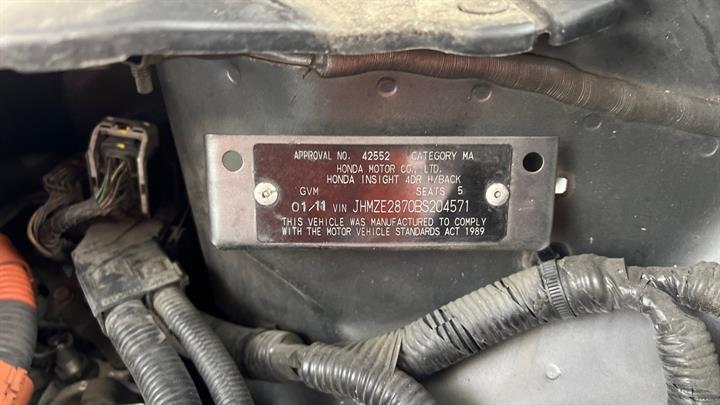 APPROVAL NO. 42552 CATEGORY MA
HONDA MOTOR CO., LTD.
HONDA INSIGHT 4DR H/BACK
GVM SEATS 5
01/11 VIN JHMZE2870BS204571
THIS VEHICLE WAS MANUFACTURED TO COMPLY
WITH THE MOTOR VEHICLE STANDARDS ACT 1989